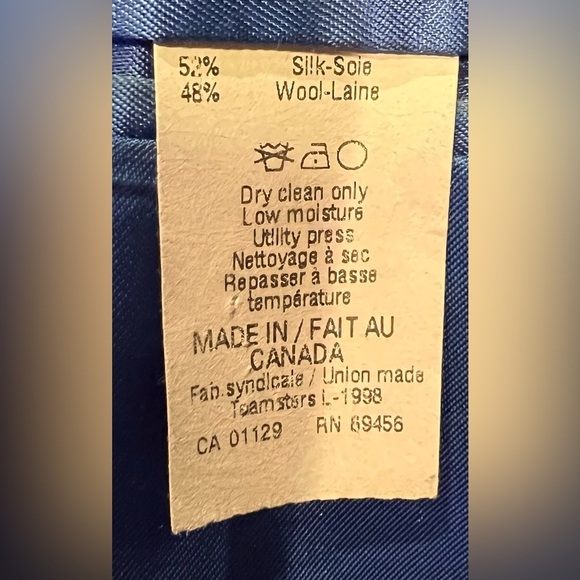 52% Silk-Soie
48% Wool-Laine
Dry clean only
Low moisture
Utility press
Nettoyage à sec
Repasser à basse
température
MADE IN / FAIT AU
CANADA
Fab. syndicale / Union made
Teamsters L-1998
CA 01129 RN 69456